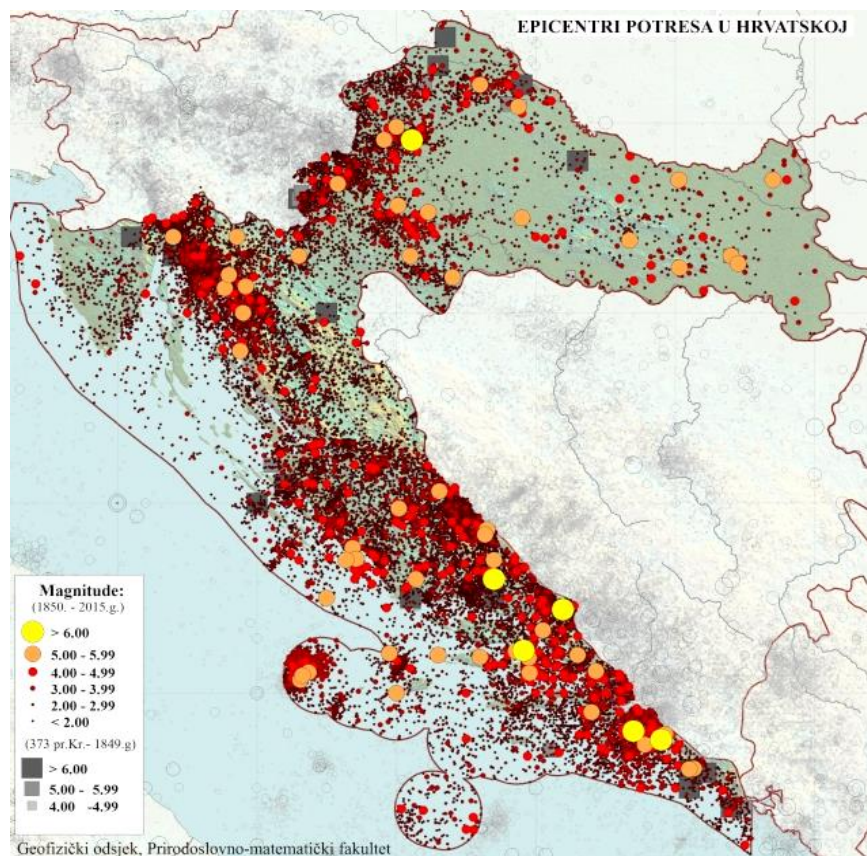 EPICENTRI POTRESA U HRVATSKOJ
Magnitude:
(1850. - 2015.g.)
> 6.00
5.00 - 5.99
4.00 - 4.99
3.00 - 3.99
2.00 - 2.99
< 2.00
(373 pr.Kr.- 1849.g)
> 6.00
5.00 - 5.99
4.00 -4.99
Geofizički odsjek, Prirodoslovno-matematički fakultet